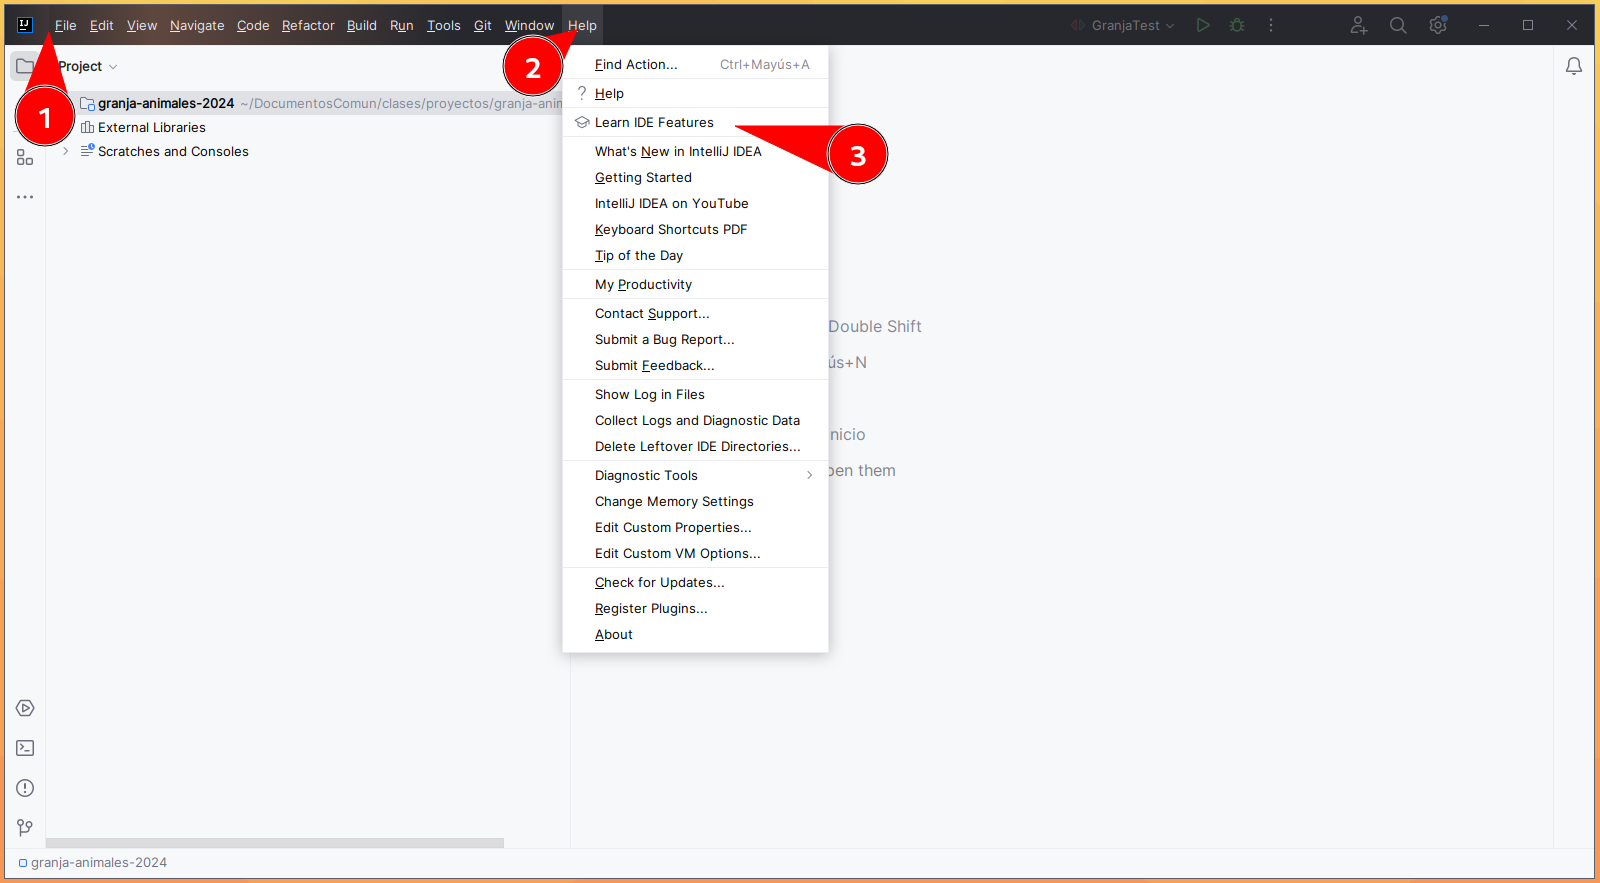 IJ File Edit View Navigate Code Refactor Build Run Tools Git Window Help GranjaTest
Project
1
2
3
granja-animales-2024 ~/DocumentosComun/clases/proyectos/granja-anim
External Libraries
Scratches and Consoles
Find Action... Ctrl+Mayús+A
? Help
Learn IDE Features
What's New in IntelliJ IDEA
Getting Started
IntelliJ IDEA on YouTube
Keyboard Shortcuts PDF
Tip of the Day
My Productivity
Contact Support...
Submit a Bug Report...
Submit Feedback...
Show Log in Files
Collect Logs and Diagnostic Data
Delete Leftover IDE Directories...
Diagnostic Tools
Change Memory Settings
Edit Custom Properties...
Edit Custom VM Options...
Check for Updates...
Register Plugins...
About
Double Shift
ús+N
nicio
pen them
granja-animales-2024